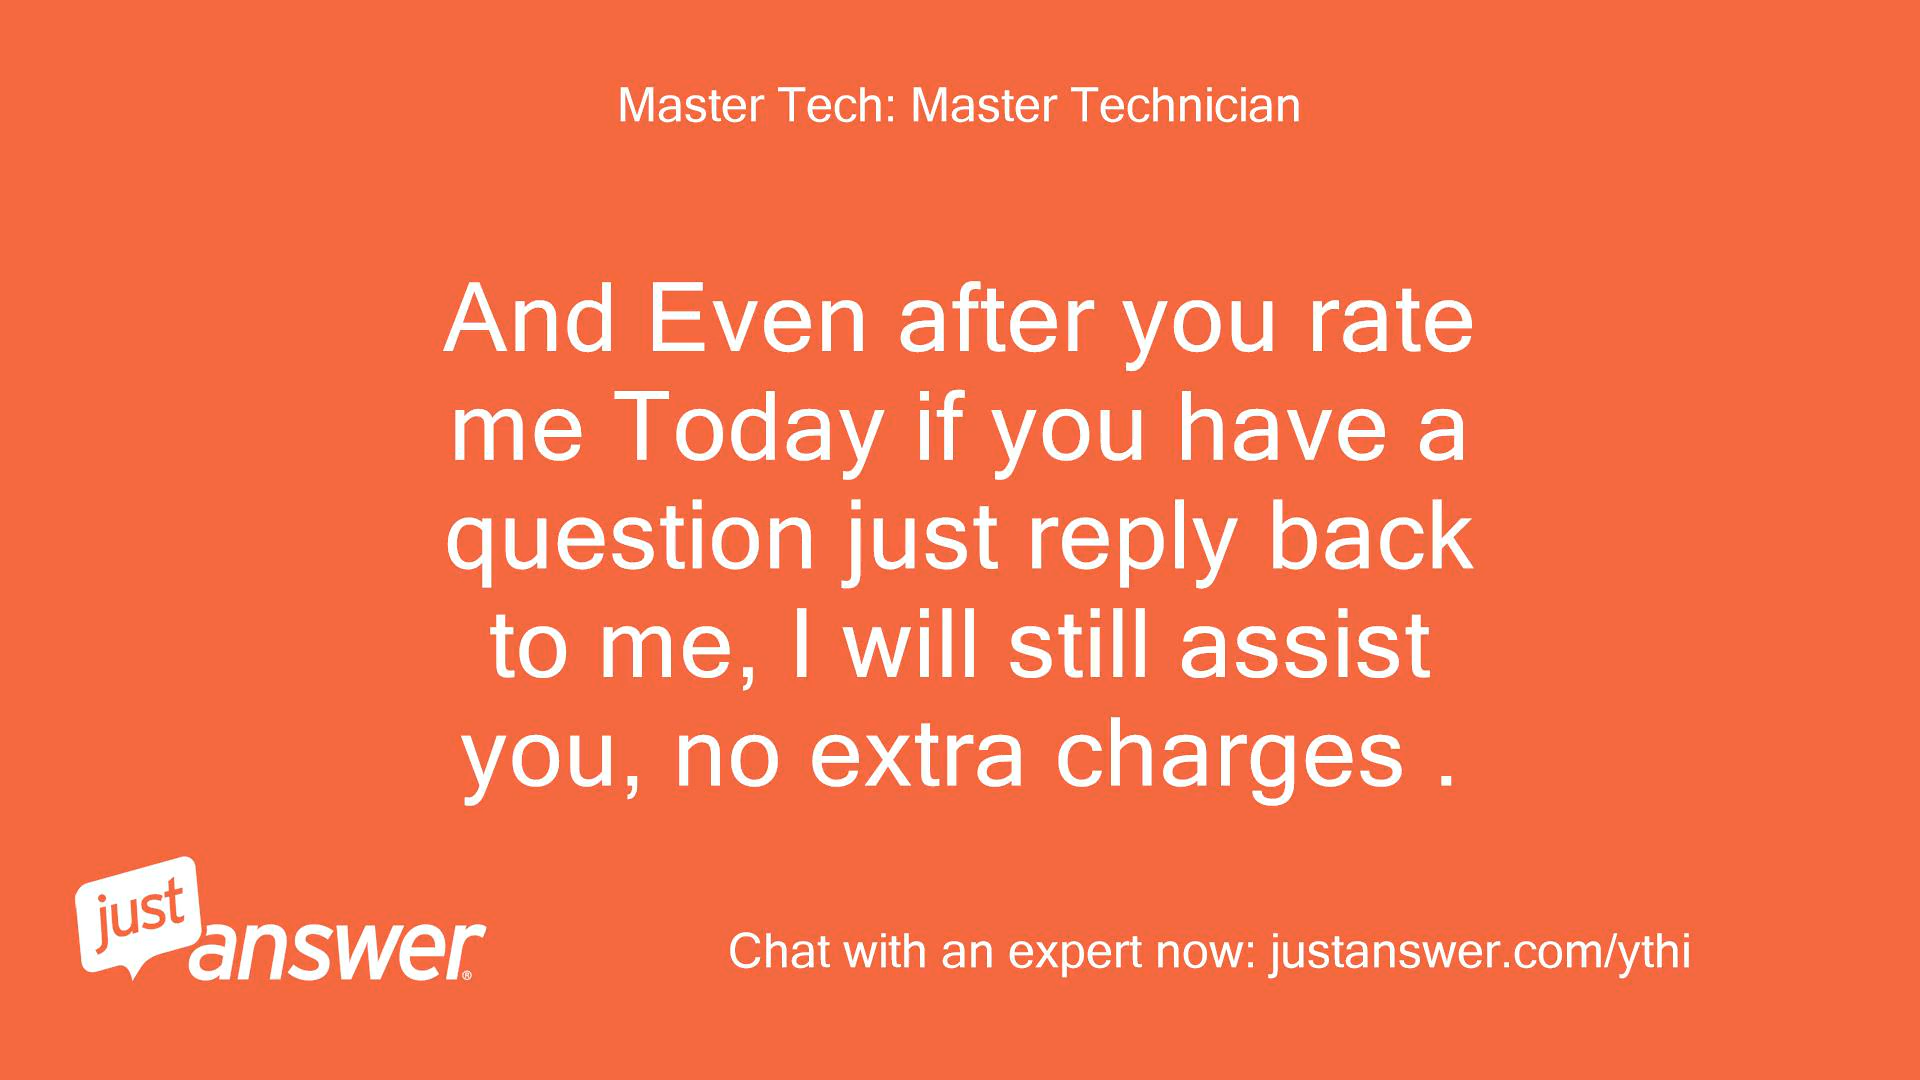 Master Tech: Master Technician
And Even after you rate
me Today if you have a
question just reply back
to me, I will still assist
you, no extra charges .
just
answer®
Chat with an expert now: justanswer.com/ythi